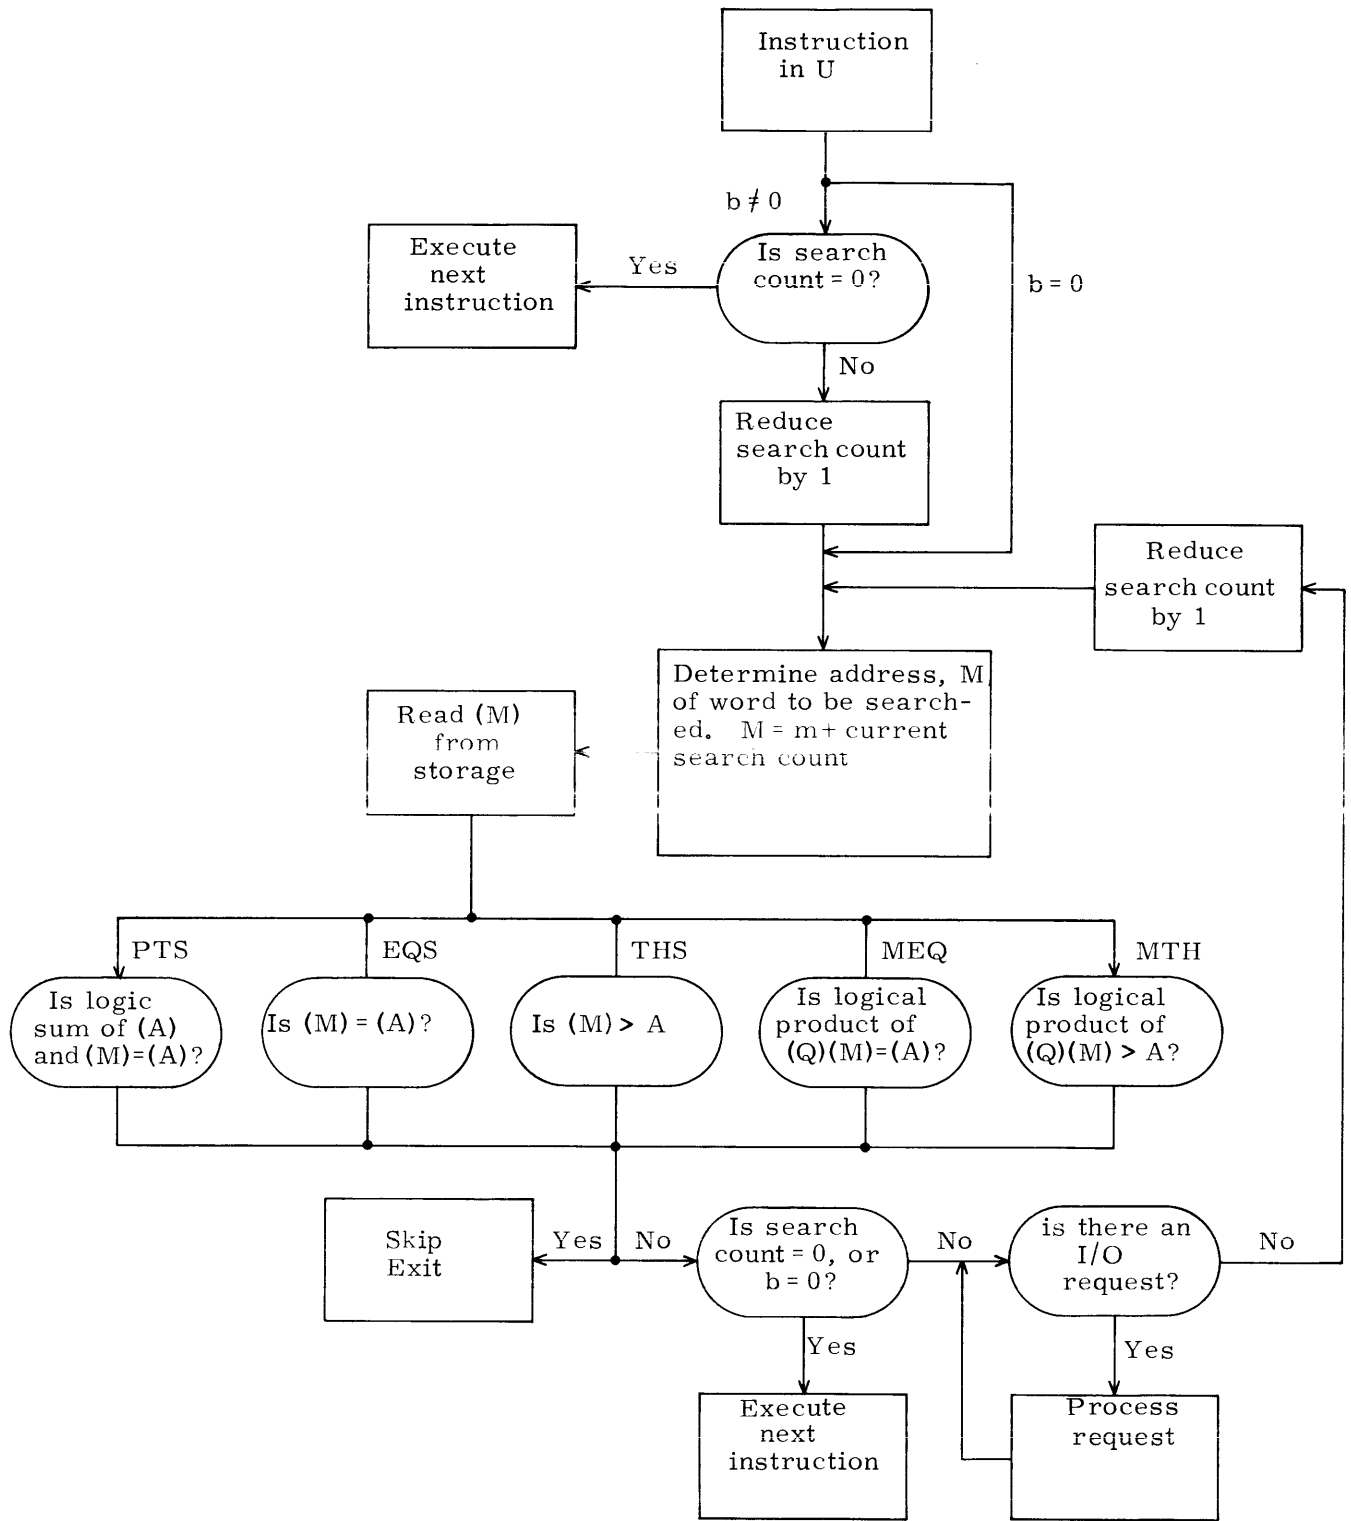 Instruction
in U
b ≠ 0
b = 0
Is search
count = 0?
Yes
Execute
next
instruction
No
Reduce
search count
by 1
Reduce
search count
by 1
Determine address, M
of word to be search-
ed. M = m+ current
search count
Read (M)
from
storage
PTS
EQS
THS
MEQ
MTH
Is logic
sum of (A)
and (M)=(A)?
Is (M) = (A)?
Is (M) > A
Is logical
product of
(Q)(M)=(A)?
Is logical
product of
(Q)(M) > A?
Skip
Exit
Yes
No
Is search
count = 0, or
b = 0?
No
is there an
I/O
request?
No
Yes
Yes
Execute
next
instruction
Process
request